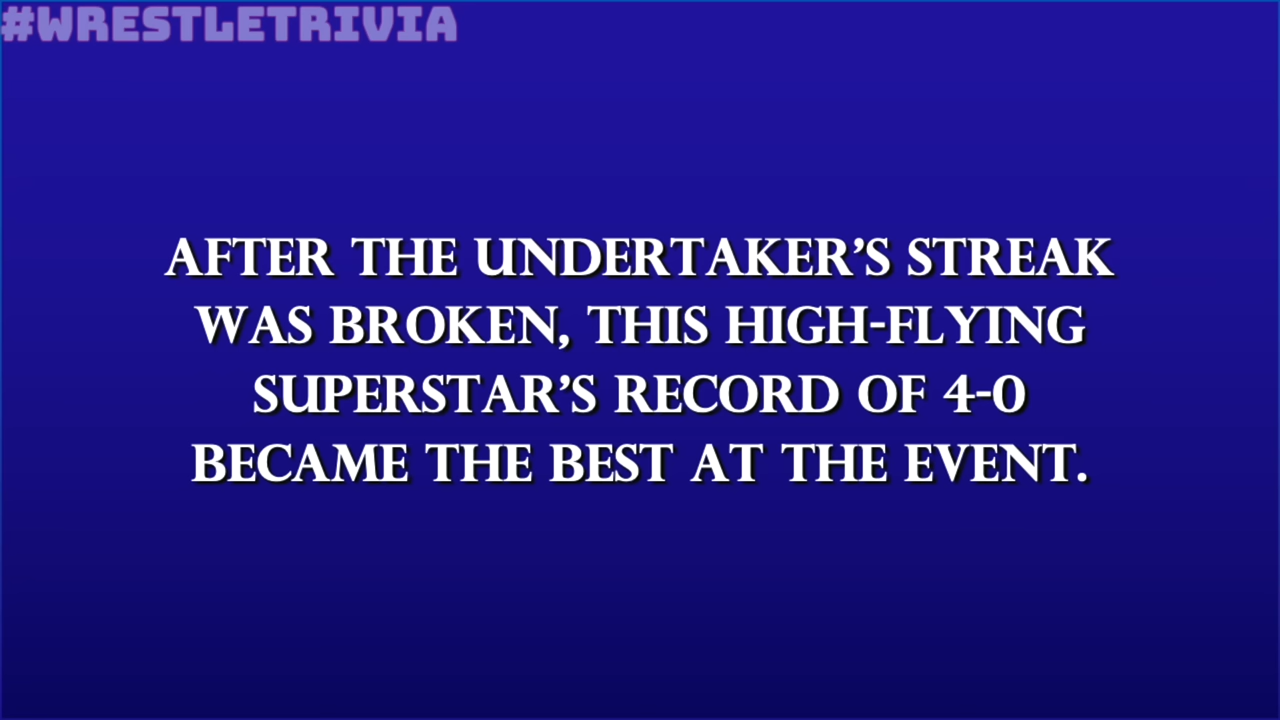 #WRESTLETRIVIA
AFTER THE UNDERTAKER'S STREAK
WAS BROKEN, THIS HIGH-FLYING
SUPERSTAR'S RECORD OF 4-0
BECAME THE BEST AT THE EVENT.